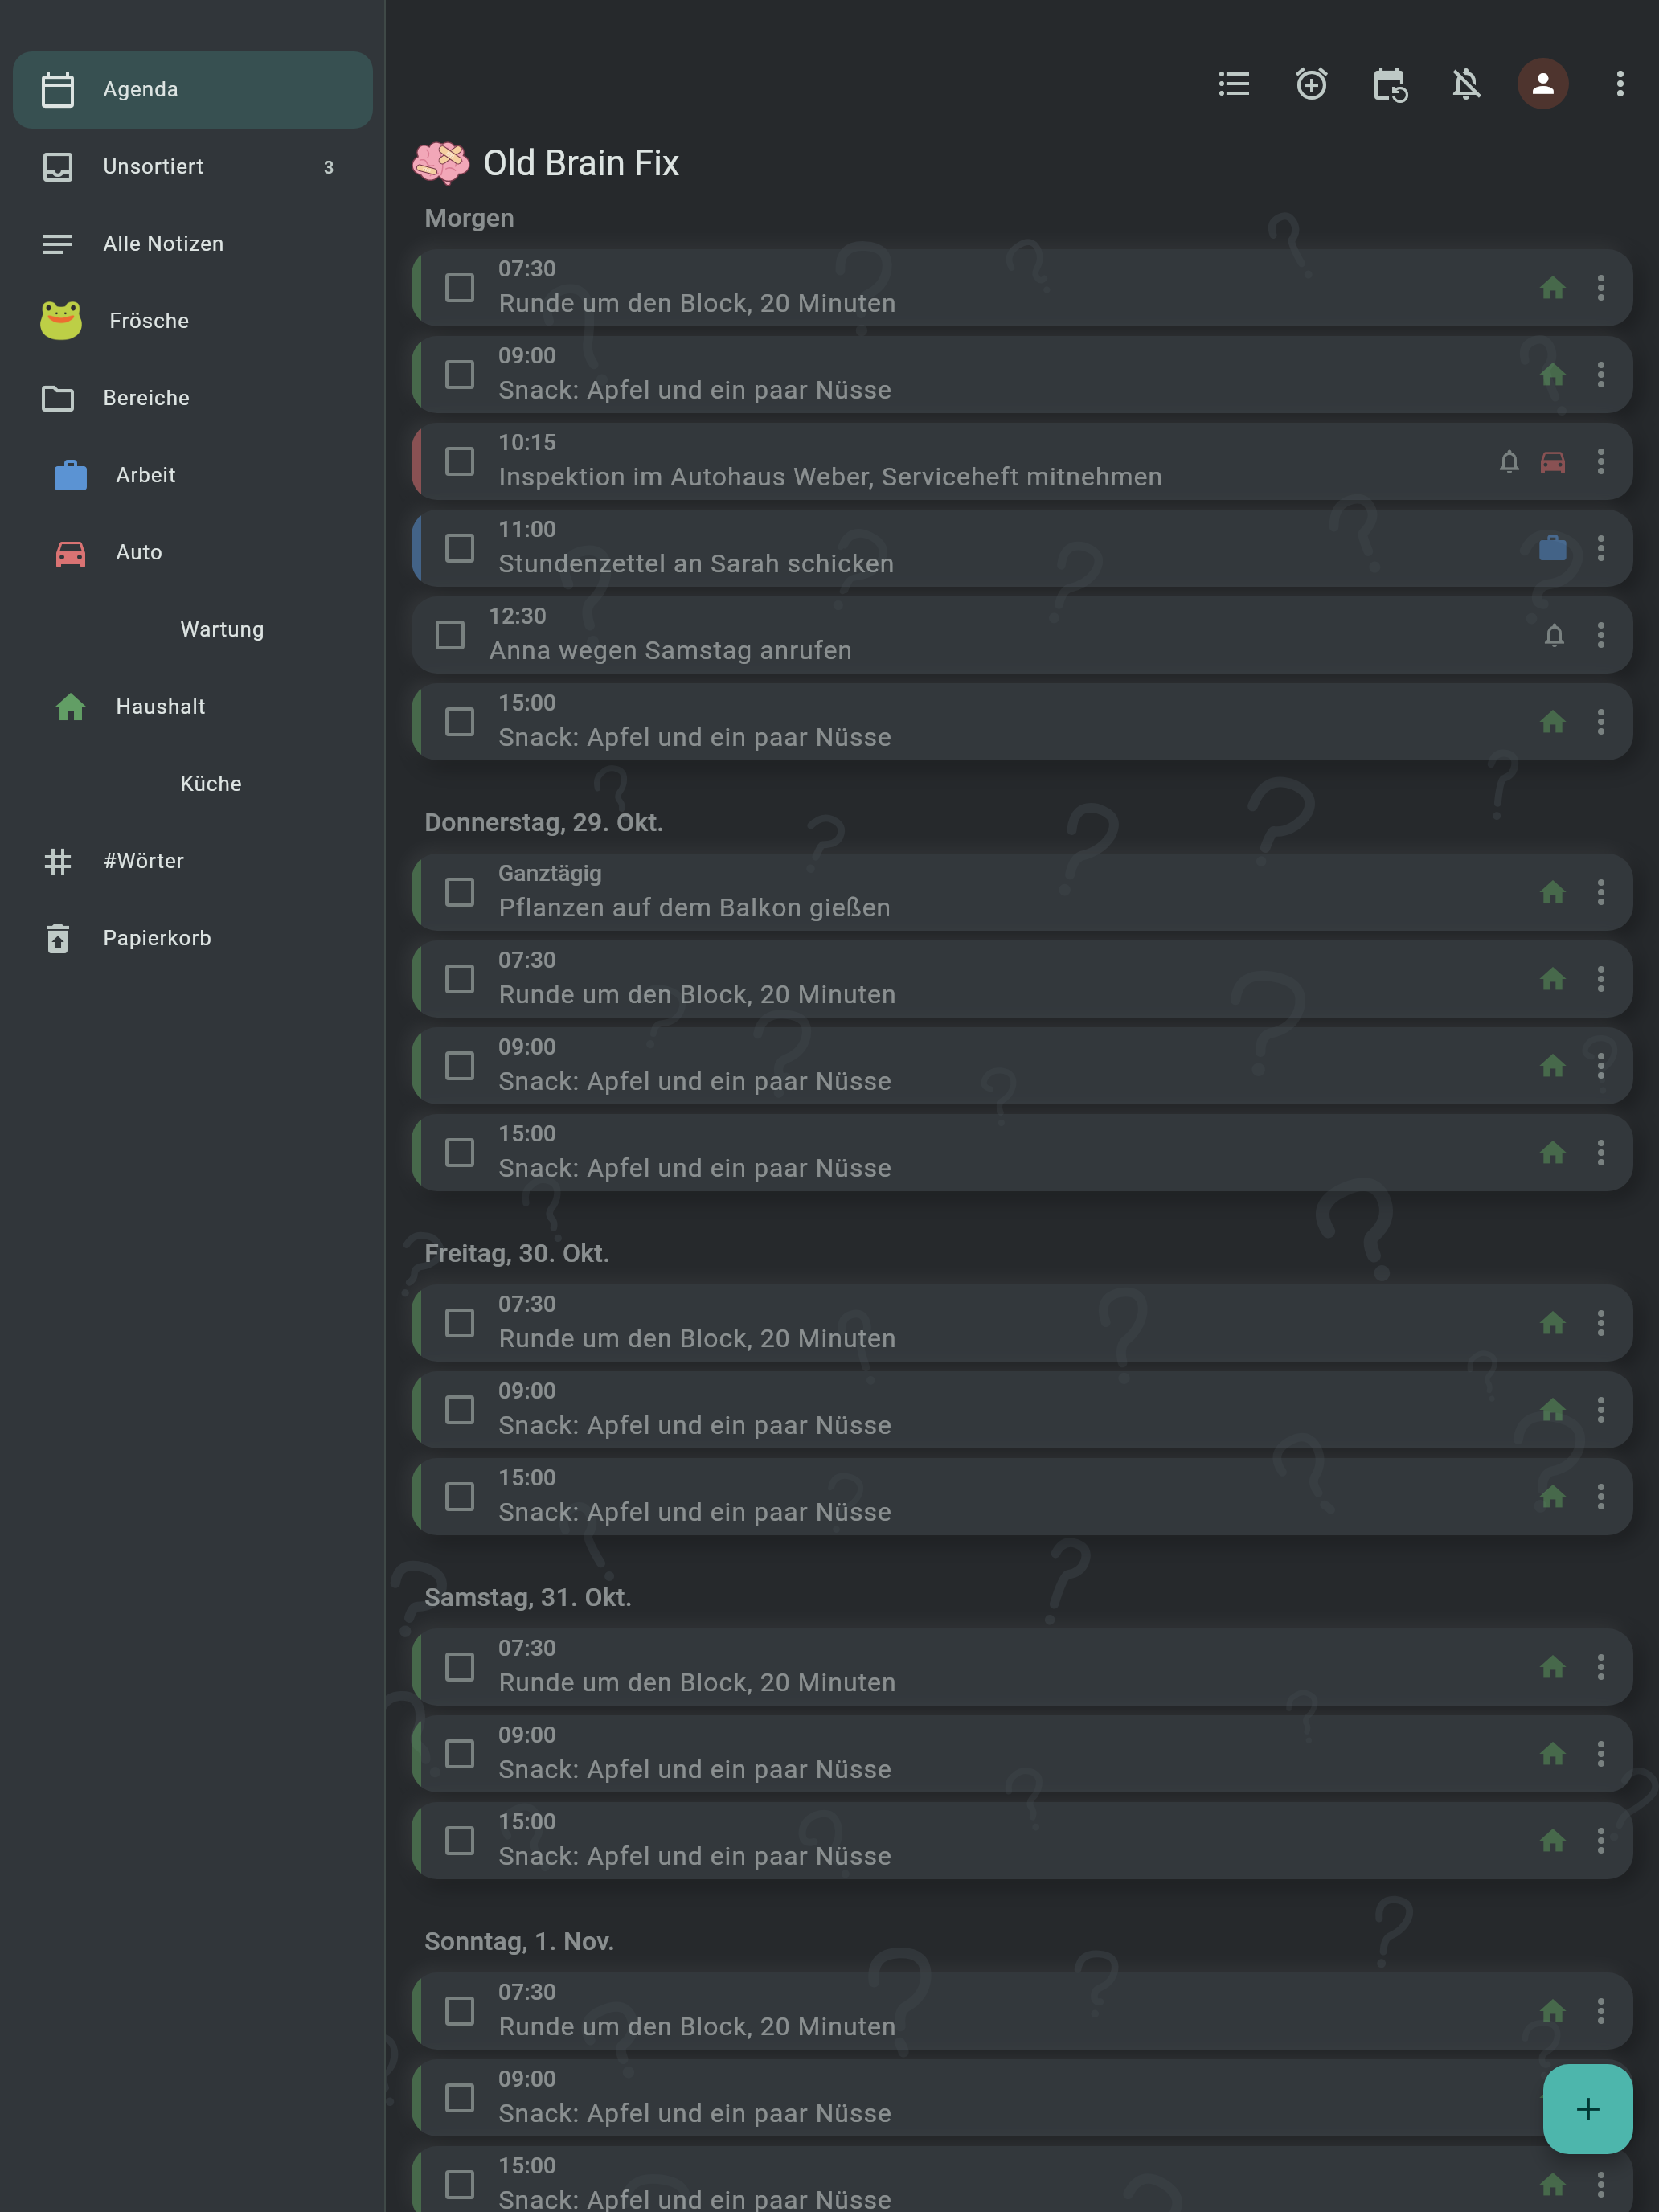 Agenda
Unsortiert 3
Alle Notizen
Frösche
Bereiche
Arbeit
Auto
Wartung
Haushalt
Küche
#Wörter
Papierkorb
Old Brain Fix
Morgen
07:30
Runde um den Block, 20 Minuten
09:00
Snack: Apfel und ein paar Nüsse
10:15
Inspektion im Autohaus Weber, Serviceheft mitnehmen
11:00
Stundenzettel an Sarah schicken
12:30
Anna wegen Samstag anrufen
15:00
Snack: Apfel und ein paar Nüsse
Donnerstag, 29. Okt.
Ganztägig
Pflanzen auf dem Balkon gießen
07:30
Runde um den Block, 20 Minuten
09:00
Snack: Apfel und ein paar Nüsse
15:00
Snack: Apfel und ein paar Nüsse
Freitag, 30. Okt.
07:30
Runde um den Block, 20 Minuten
09:00
Snack: Apfel und ein paar Nüsse
15:00
Snack: Apfel und ein paar Nüsse
Samstag, 31. Okt.
07:30
Runde um den Block, 20 Minuten
09:00
Snack: Apfel und ein paar Nüsse
15:00
Snack: Apfel und ein paar Nüsse
Sonntag, 1. Nov.
07:30
Runde um den Block, 20 Minuten
09:00
Snack: Apfel und ein paar Nüsse
15:00
Snack: Apfel und ein paar Nüsse